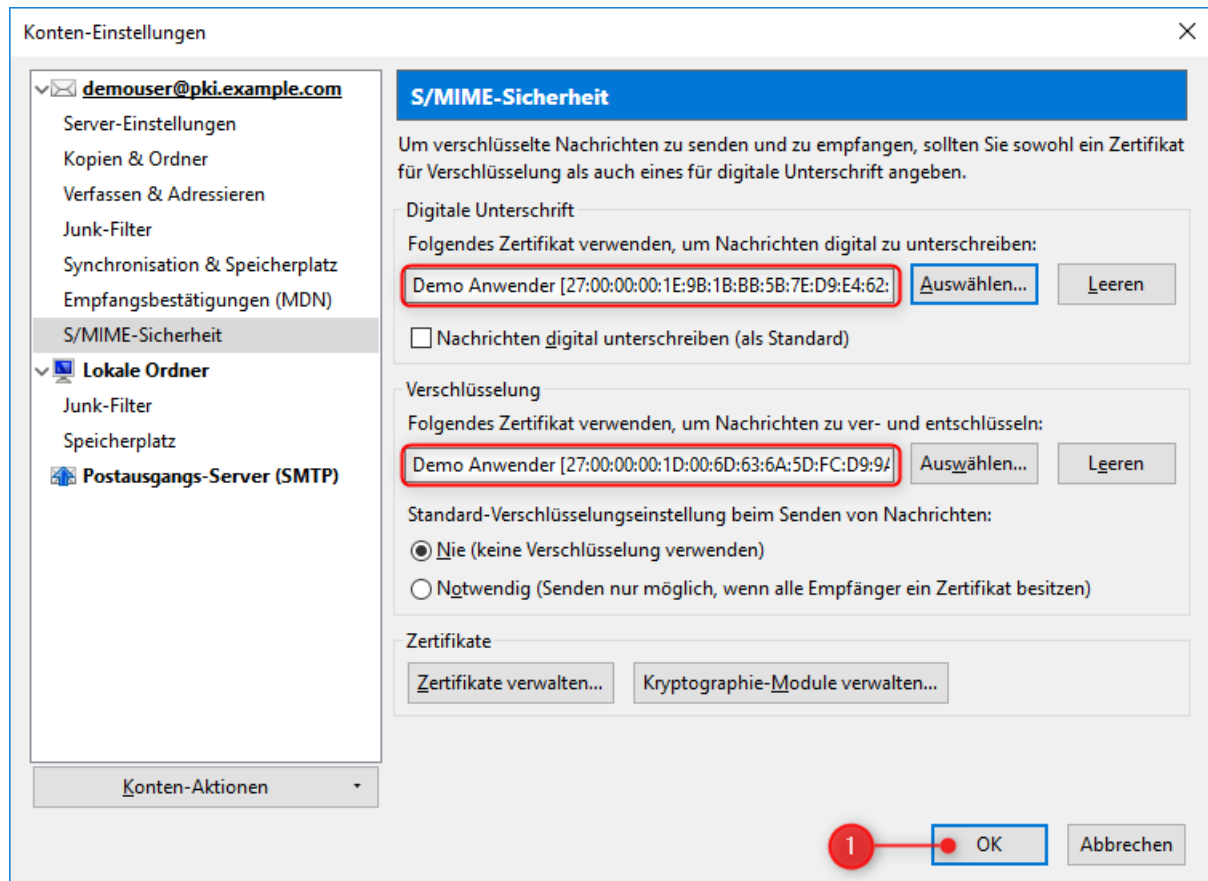 Konten-Einstellungen
demouser@pki.example.com
Server-Einstellungen
Kopien & Ordner
Verfassen & Adressieren
Junk-Filter
Synchronisation & Speicherplatz
Empfangsbestätigungen (MDN)
S/MIME-Sicherheit
Lokale Ordner
Junk-Filter
Speicherplatz
Postausgangs-Server (SMTP)
Konten-Aktionen
S/MIME-Sicherheit
Um verschlüsselte Nachrichten zu senden und zu empfangen, sollten Sie sowohl ein Zertifikat
für Verschlüsselung als auch eines für digitale Unterschrift angeben.
Digitale Unterschrift
Folgendes Zertifikat verwenden, um Nachrichten digital zu unterschreiben:
Demo Anwender [27:00:00:00:1E:9B:1B:BB:5B:7E:D9:E4:62: Auswählen... Leeren
Nachrichten digital unterschreiben (als Standard)
Verschlüsselung
Folgendes Zertifikat verwenden, um Nachrichten zu ver- und entschlüsseln:
Demo Anwender [27:00:00:00:1D:00:6D:63:6A:5D:FC:D9:9A Auswählen... Leeren
Standard-Verschlüsselungseinstellung beim Senden von Nachrichten:
Nie (keine Verschlüsselung verwenden)
Notwendig (Senden nur möglich, wenn alle Empfänger ein Zertifikat besitzen)
Zertifikate
Zertifikate verwalten... Kryptographie-Module verwalten...
1 OK Abbrechen